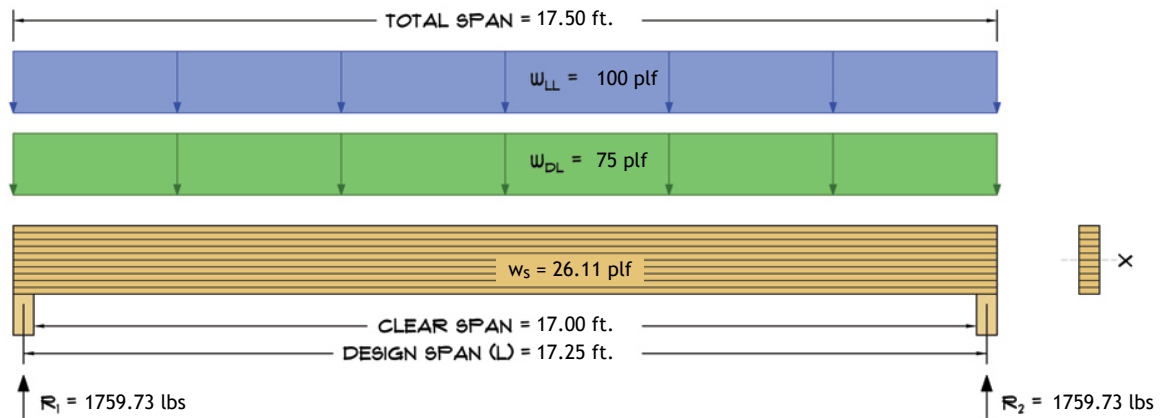 TOTAL SPAN = 17.50 ft.
wLL = 100 plf
wDL = 75 plf
ws = 26.11 plf
X
CLEAR SPAN = 17.00 ft.
DESIGN SPAN (L) = 17.25 ft.
R1 = 1759.73 lbs
R2 = 1759.73 lbs